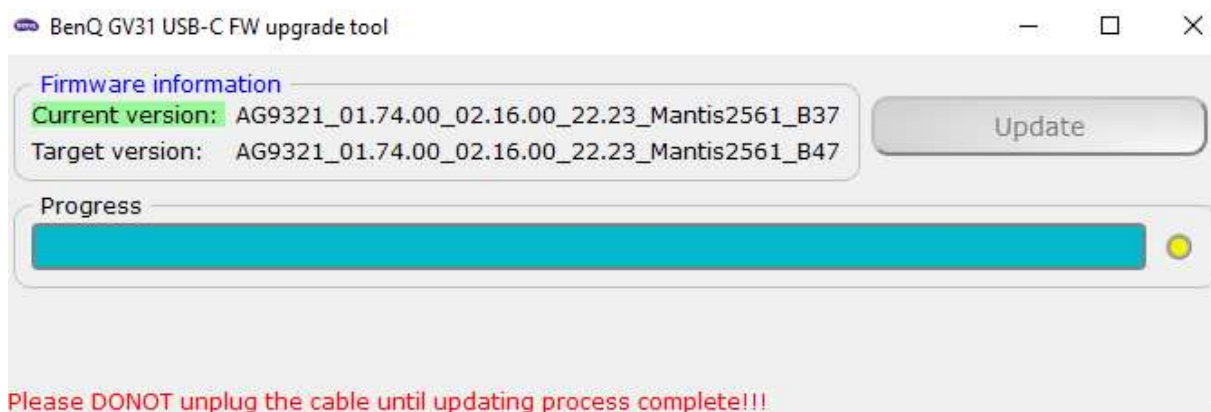 BenQ GV31 USB-C FW upgrade tool
Firmware information
Current version: AG9321_01.74.00_02.16.00_22.23_Mantis2561_B37
Update
Target version: AG9321_01.74.00_02.16.00_22.23_Mantis2561_B47
Progress
Please DONOT unplug the cable until updating process complete!!!